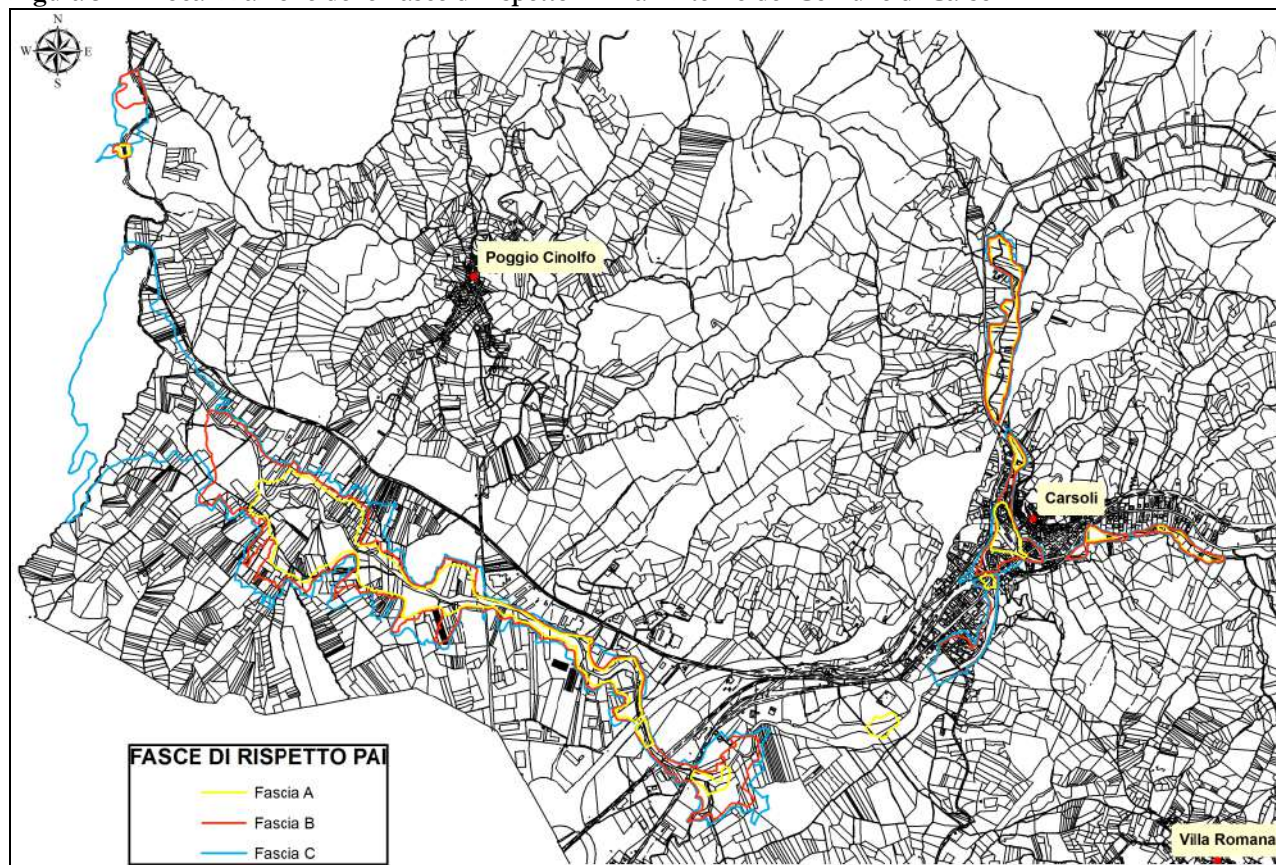 N
W E
S
Poggio Cinolfo
Carsoli
FASCE DI RISPETTO PAI
Fascia A
Fascia B
Fascia C
Villa Romana